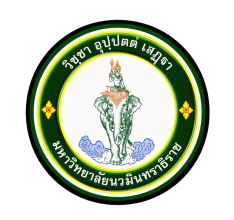 วิชฺชา อุปฺปตตํ เสฏฺฐา
มหาวิทยาลัยนวมินทราธิราช